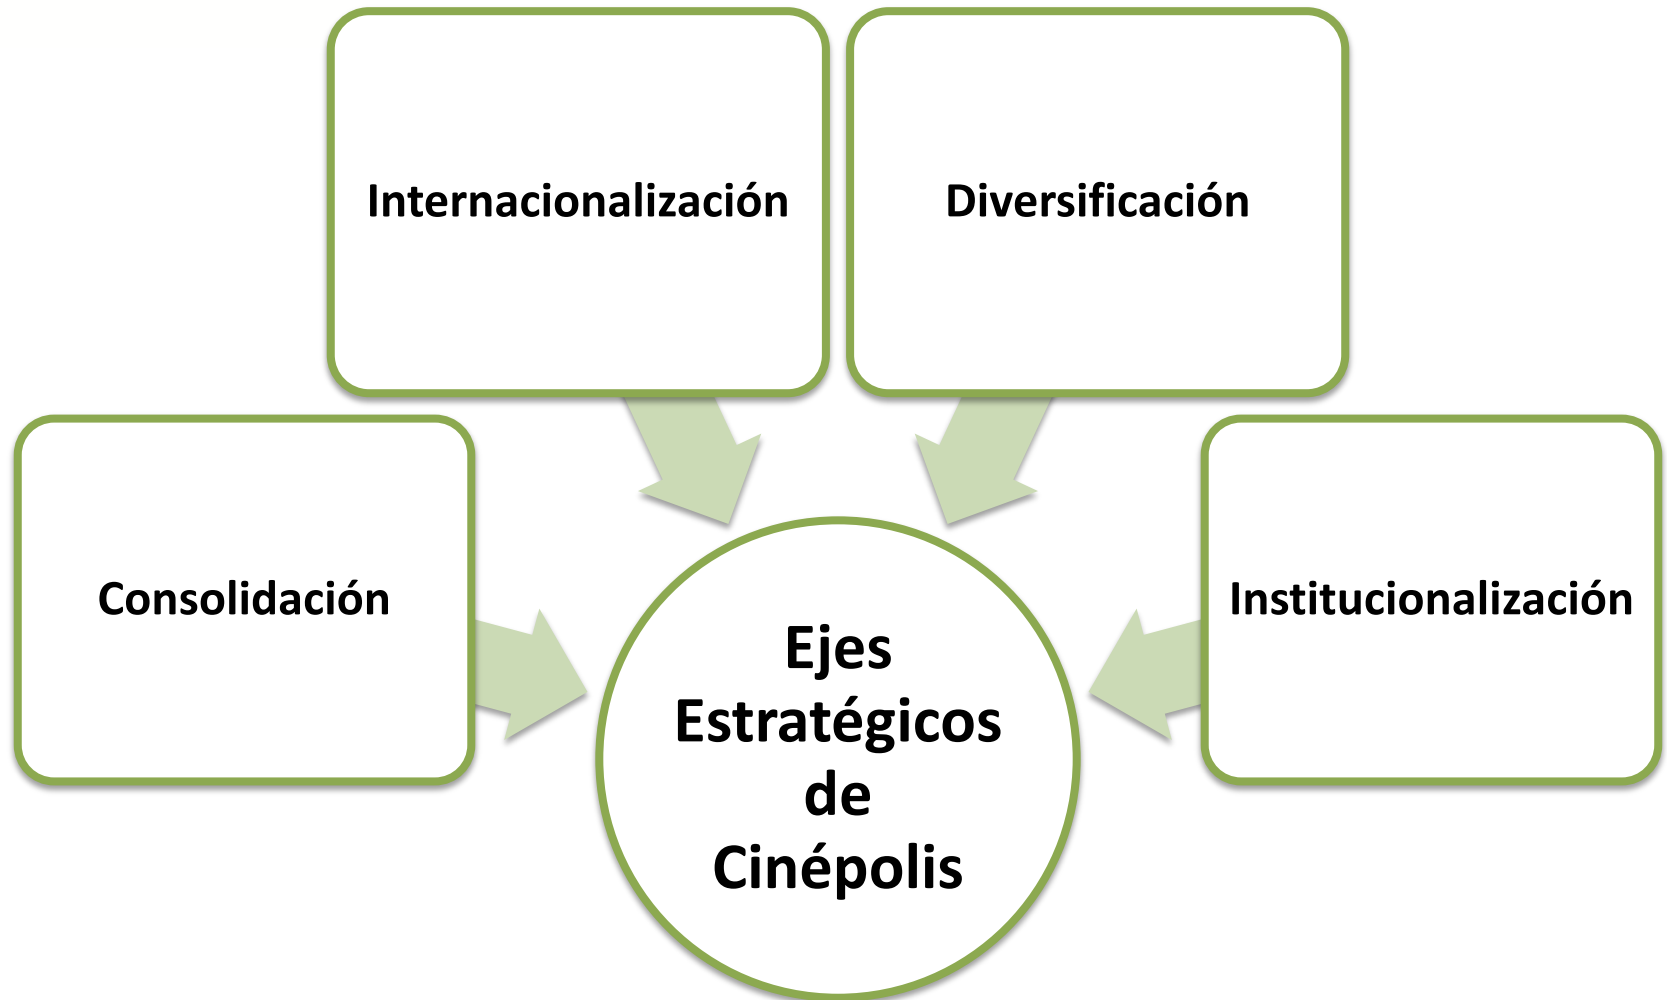 Internacionalización
Diversificación
Consolidación
Institucionalización
Ejes
Estratégicos
de
Cinépolis